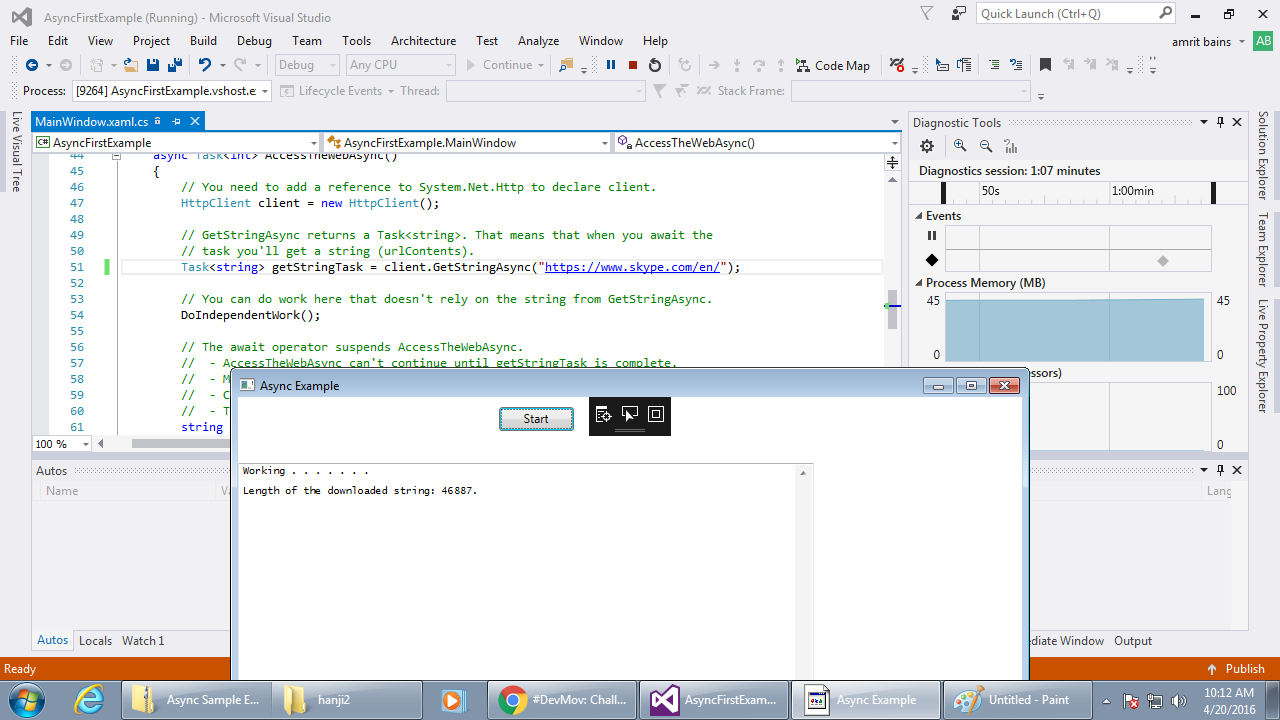 AsyncFirstExample (Running) - Microsoft Visual Studio
Quick Launch (Ctrl+Q)
File Edit View Project Build Debug Team Tools Architecture Test Analyze Window Help
amrit bains AB
Debug Any CPU Continue Code Map
Process: [9264] AsyncFirstExample.vshost.e Lifecycle Events Thread: Stack Frame:
Live Visual Tree
MainWindow.xaml.cs
AsyncFirstExample AsyncFirstExample.MainWindow AccessTheWebAsync()
44 async Task<int> AccessTheWebAsync()
45 {
46 // You need to add a reference to System.Net.Http to declare client.
47 HttpClient client = new HttpClient();
48
49 // GetStringAsync returns a Task<string>. That means that when you await the
50 // task you'll get a string (urlContents).
51 Task<string> getStringTask = client.GetStringAsync("https://www.skype.com/en/");
52
53 // You can do work here that doesn't rely on the string from GetStringAsync.
54 DoIndependentWork();
55
56 // The await operator suspends AccessTheWebAsync.
57 // - AccessTheWebAsync can't continue until getStringTask is complete.
58 // - M
59 // - C
60 // - T
61 string
100 %
Diagnostic Tools
Diagnostics session: 1:07 minutes
50s 1:00min
Events
Process Memory (MB)
45 45
0 0
essors)
100
0
Solution Explorer
Team Explorer
Live Property Explorer
Async Example
Start
Working . . . . . . .
Length of the downloaded string: 46887.
Autos
Name Va
Lang
Autos Locals Watch 1
ediate Window Output
Ready
Publish
Async Sample E...
hanji2
#DevMov: Chall...
AsyncFirstExam...
Async Example
Untitled - Paint
10:12 AM
4/20/2016